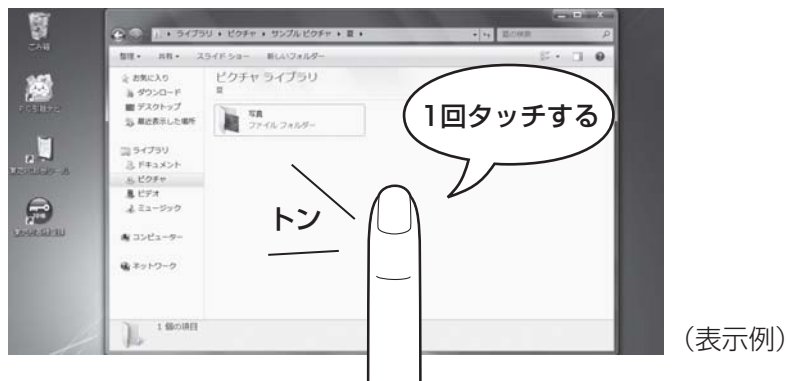 ごみ箱
ライブラリ ▸ ピクチャ ▸ サンプル ピクチャ ▸ 夏 ▸
夏の検索
整理 共有 スライド ショー 新しいフォルダー
お気に入り
ダウンロード
デスクトップ
最近表示した場所
ライブラリ
ドキュメント
ピクチャ
ビデオ
ミュージック
コンピューター
ネットワーク
ピクチャ ライブラリ
夏
写真
ファイル フォルダー
1回タッチする
トン
1 個の項目
（表示例）